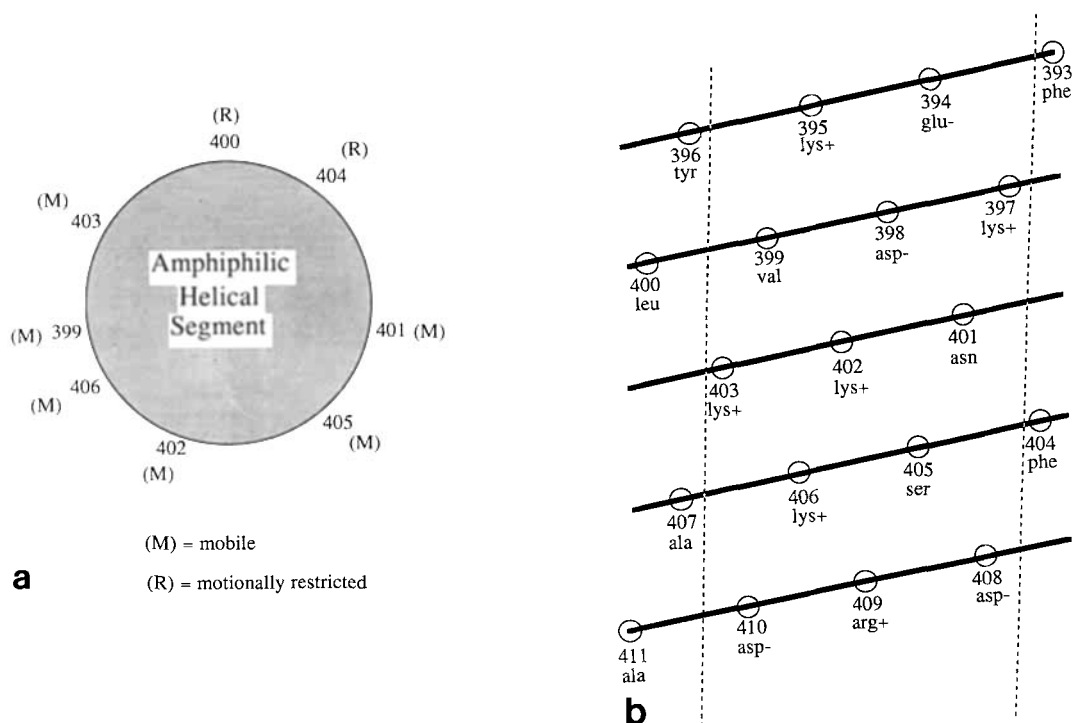 (R)
400
(R)
404
(M)
403
Amphiphilic
Helical
Segment
(M) 399
401 (M)
406
(M)
405
(M)
402
(M)
(M) = mobile
(R) = motionally restricted
a
393
phe
394
glu-
395
lys+
396
tyr
397
lys+
398
asp-
399
val
400
leu
401
asn
402
lys+
403
lys+
404
phe
405
ser
406
lys+
407
ala
408
asp-
409
arg+
410
asp-
411
ala
b